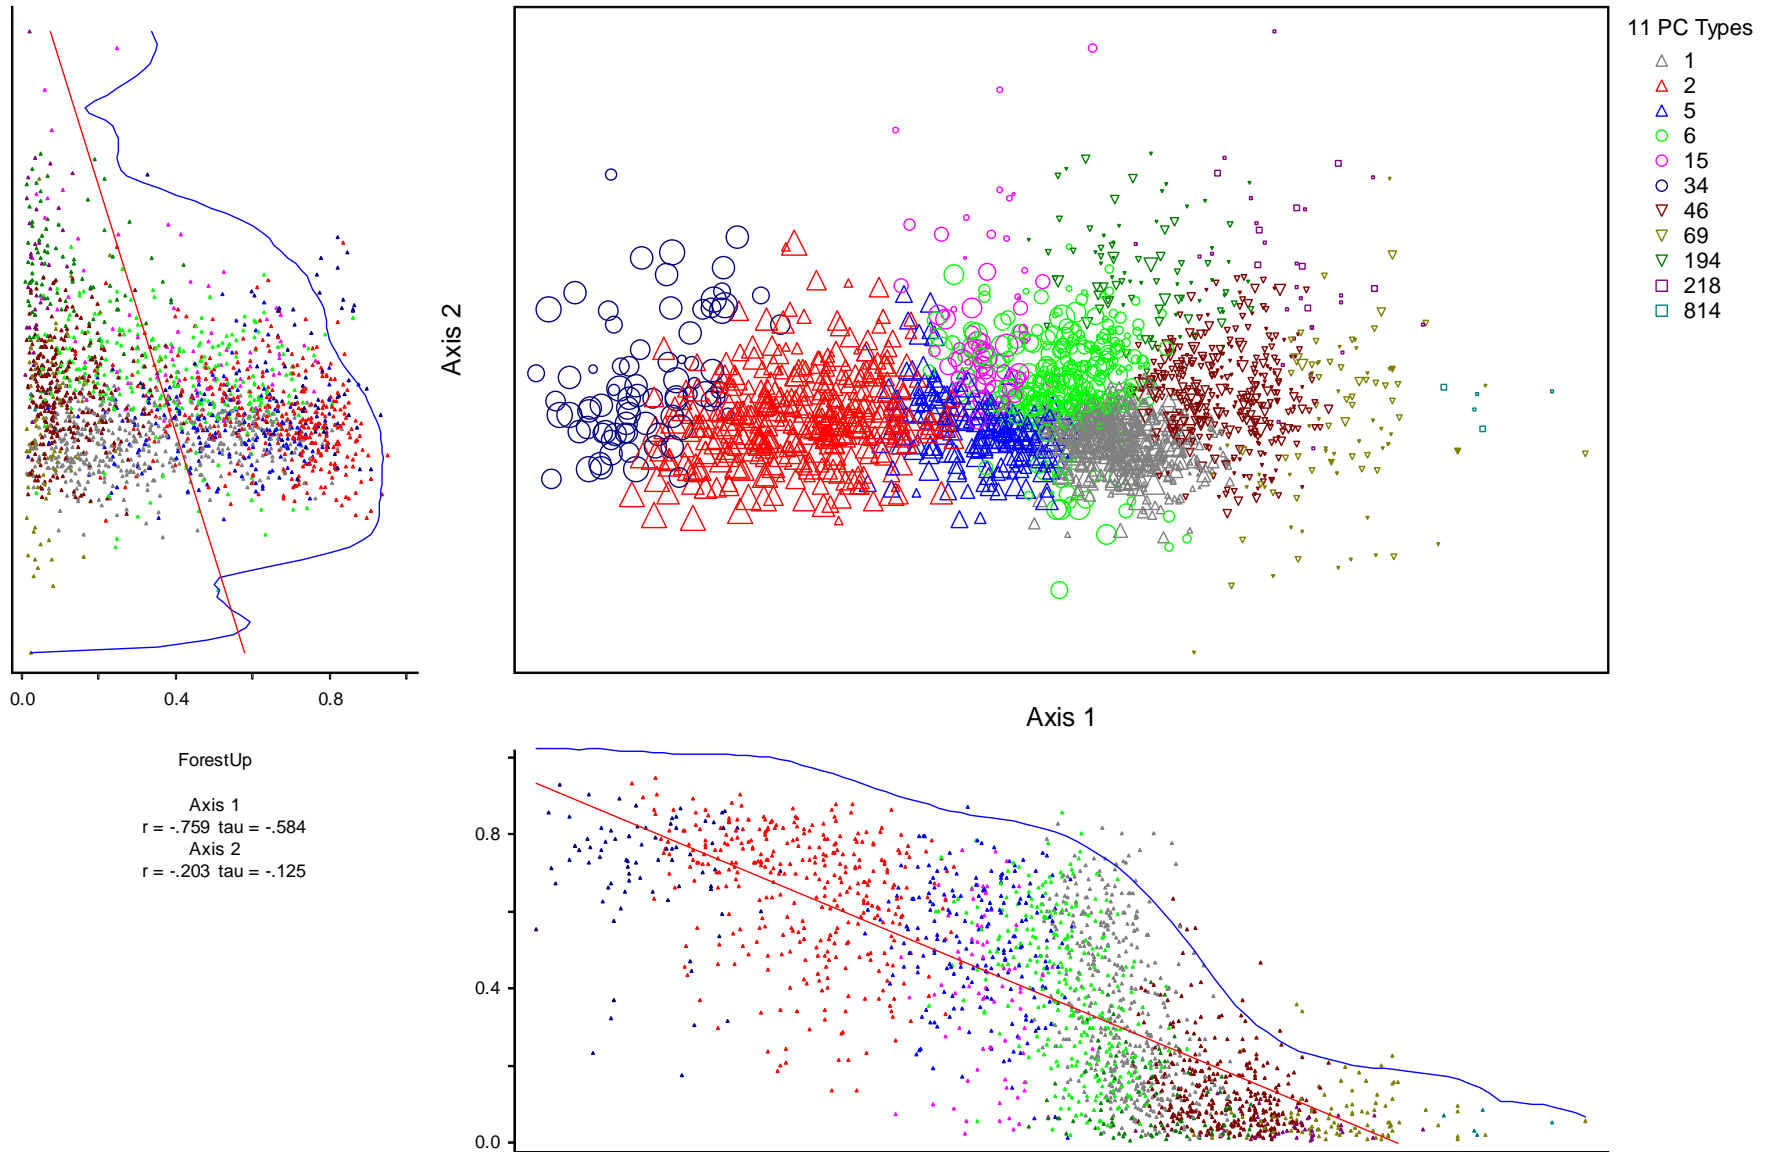 11 PC Types
1
2
5
6
15
34
46
69
194
218
814
Axis 2
0.0 0.4 0.8
Axis 1
ForestUp
Axis 1
r = -.759 tau = -.584
Axis 2
r = -.203 tau = -.125
0.8
0.4
0.0